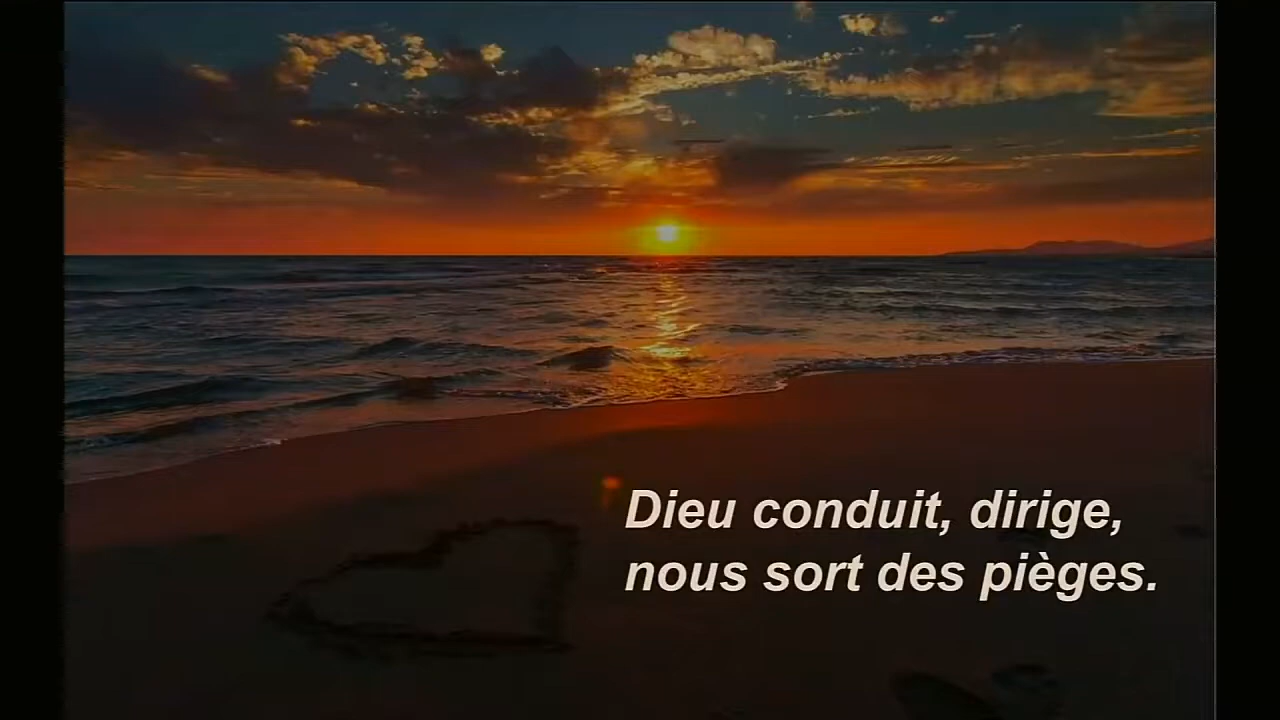 Dieu conduit, dirige,
nous sort des pièges.